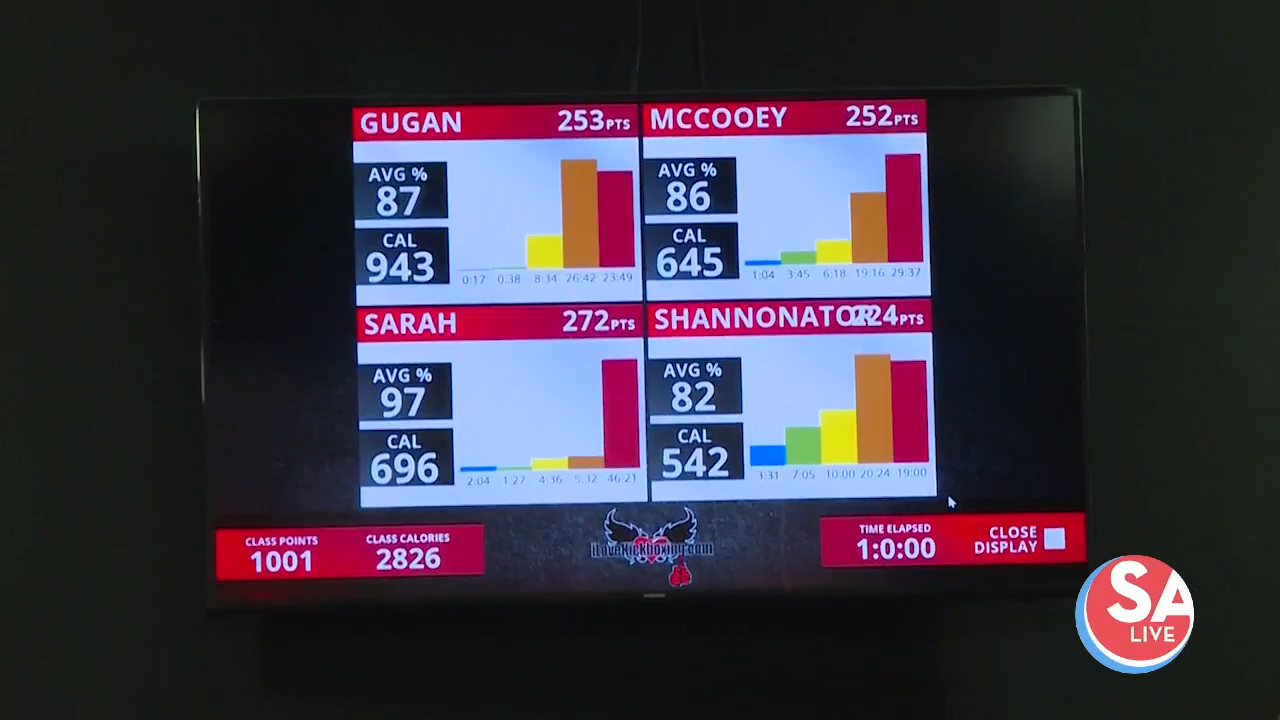 GUGAN 253PTS
AVG %
87
CAL
943
0:17 0:38 8:34 26:42 23:49
MCCOOEY 252PTS
AVG %
86
CAL
645
1:04 3:45 6:18 19:16 29:37
SARAH 272PTS
AVG %
97
CAL
696
2:04 1:27 4:36 5:32 46:21
SHANNONATOR 224PTS
AVG %
82
CAL
542
3:31 7:05 10:00 20:24 19:00
CLASS POINTS
1001
CLASS CALORIES
2826
iLoveKickboxing.com
TIME ELAPSED
1:0:00
CLOSE
DISPLAY
SA
LIVE